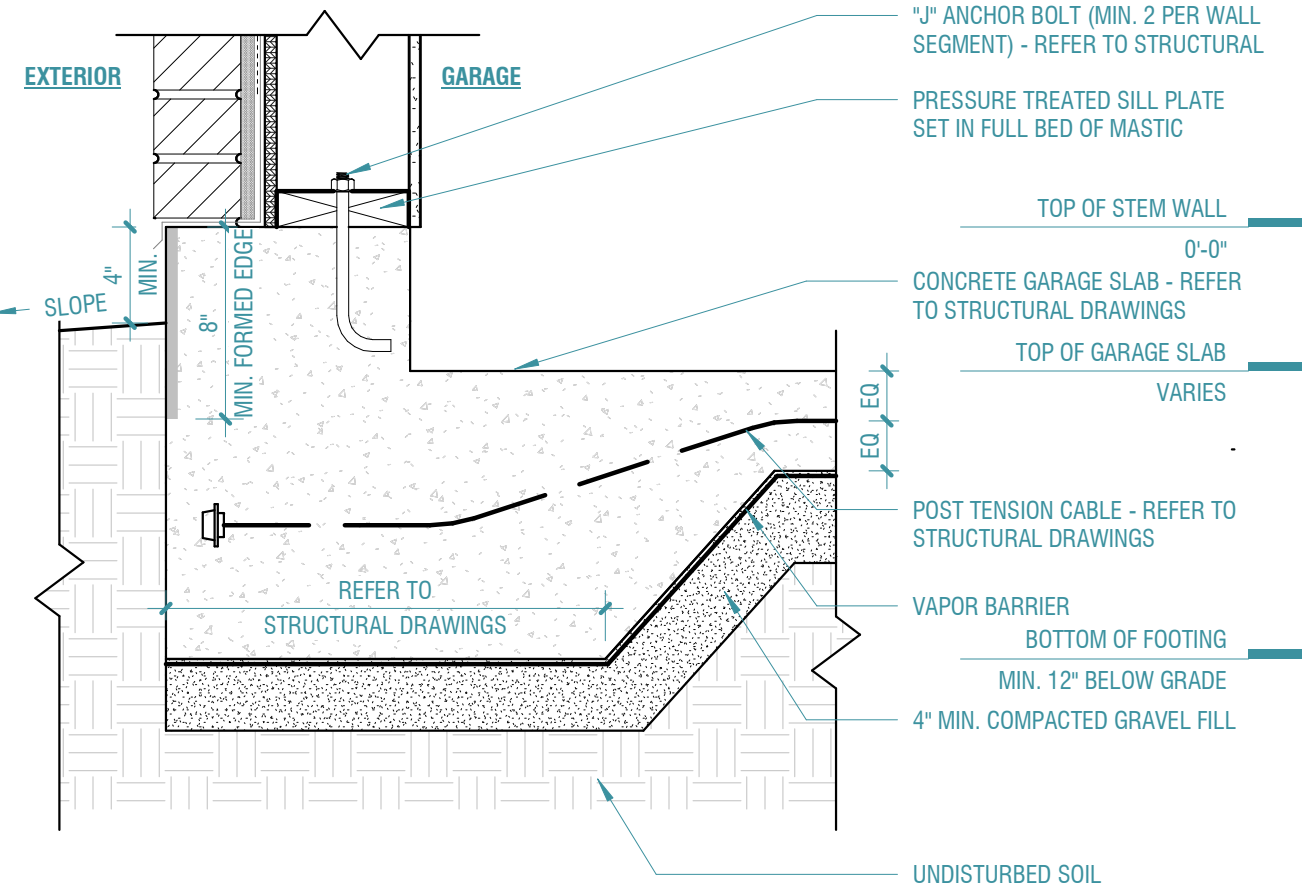 "J" ANCHOR BOLT (MIN. 2 PER WALL
SEGMENT) - REFER TO STRUCTURAL
EXTERIOR
GARAGE
PRESSURE TREATED SILL PLATE
SET IN FULL BED OF MASTIC
TOP OF STEM WALL
0'-0"
4"
MIN.
8"
MIN. FORMED EDGE
SLOPE
CONCRETE GARAGE SLAB - REFER
TO STRUCTURAL DRAWINGS
TOP OF GARAGE SLAB
VARIES
EQ
EQ
POST TENSION CABLE - REFER TO
STRUCTURAL DRAWINGS
REFER TO
STRUCTURAL DRAWINGS
VAPOR BARRIER
BOTTOM OF FOOTING
MIN. 12" BELOW GRADE
4" MIN. COMPACTED GRAVEL FILL
UNDISTURBED SOIL